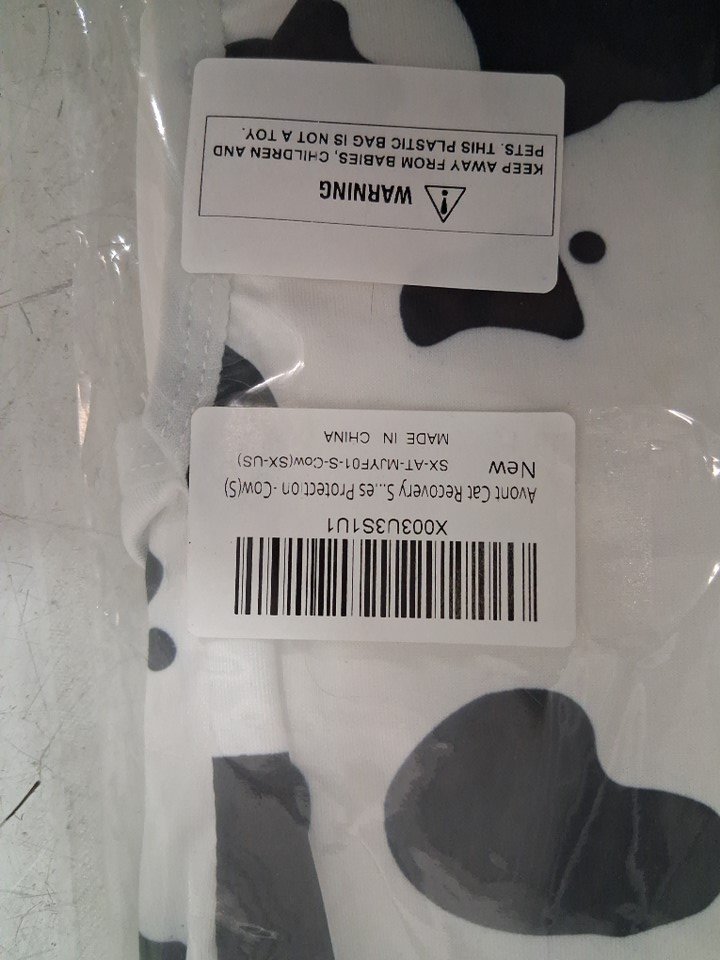 X003U3S1U1
Avont Cat Recovery S...es Protection -Cow(S)
New
SX-AT-MJYF01-S-Cow(SX-US)
MADE IN CHINA
WARNING
KEEP AWAY FROM BABIES, CHILDREN AND
PETS. THIS PLASTIC BAG IS NOT A TOY.